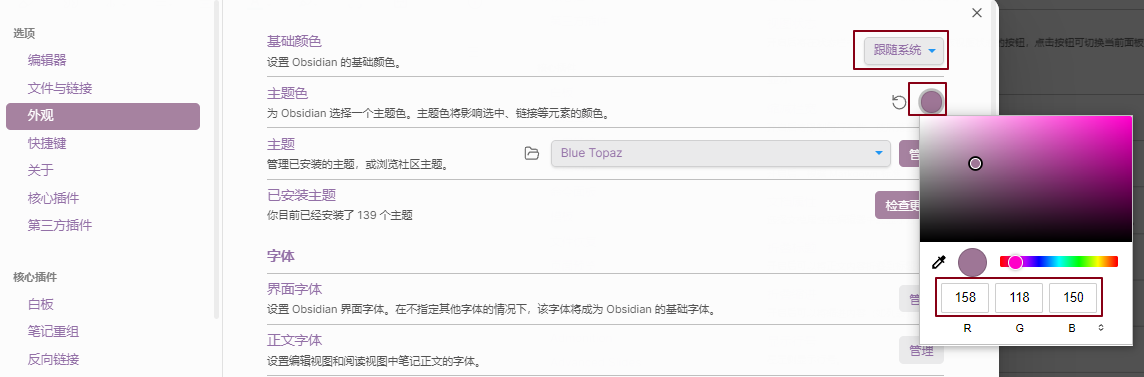 选项
编辑器
文件与链接
外观
快捷键
关于
核心插件
第三方插件
核心插件
白板
笔记重组
反向链接
基础颜色
设置 Obsidian 的基础颜色。
跟随系统
主题色
为 Obsidian 选择一个主题色。主题色将影响选中、链接等元素的颜色。
主题
管理已安装的主题，或浏览社区主题。
Blue Topaz
管
已安装主题
你目前已经安装了 139 个主题
检查更
字体
界面字体
设置 Obsidian 界面字体。在不指定其他字体的情况下，该字体将成为 Obsidian 的基础字体。
管
正文字体
设置编辑视图和阅读视图中笔记正文的字体。
管理
158 118 150
R G B
的按钮，点击按钮可切换当前面板